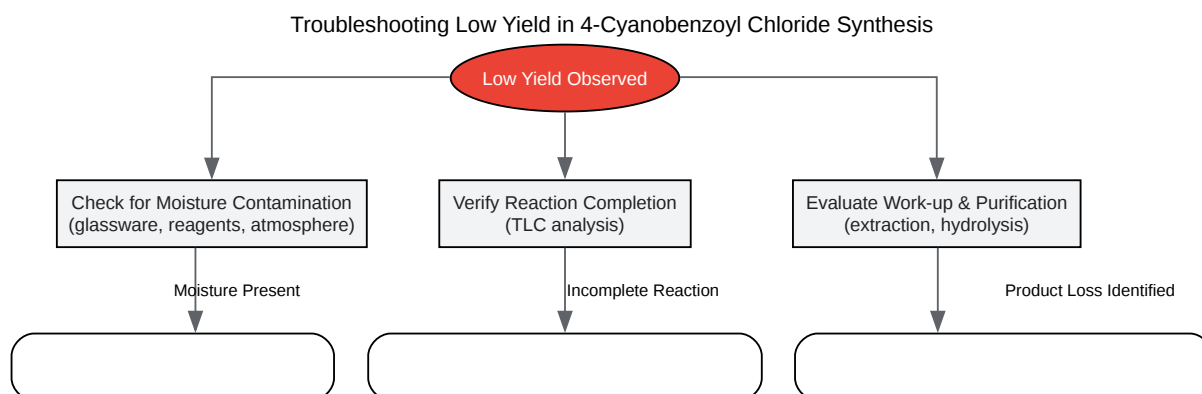 Troubleshooting Low Yield in 4-Cyanobenzoyl Chloride Synthesis
Low Yield Observed
Check for Moisture Contamination
(glassware, reagents, atmosphere)
Verify Reaction Completion
(TLC analysis)
Evaluate Work-up & Purification
(extraction, hydrolysis)
Moisture Present
Incomplete Reaction
Product Loss Identified